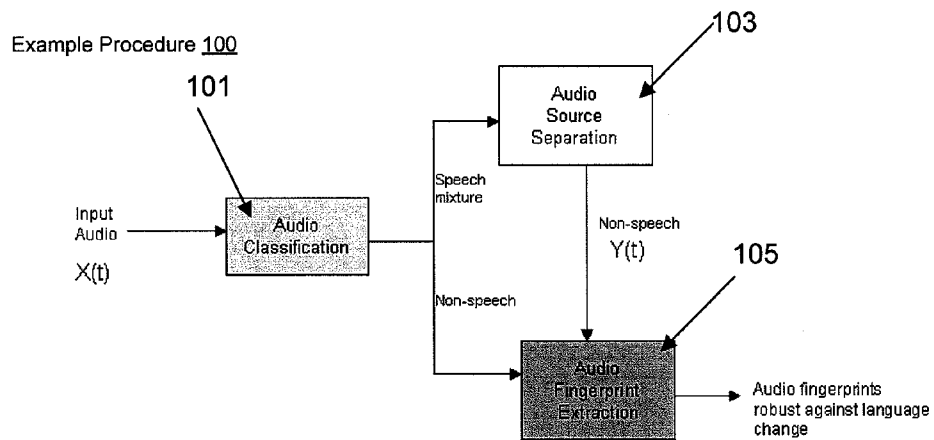 Example Procedure 100
103
101
Audio
Source
Separation
Speech
mixture
Input
Audio
X(t)
Audio
Classification
Non-speech
Y(t)
105
Non-speech
Audio
Fingerprint
Extraction
Audio fingerprints
robust against language
change